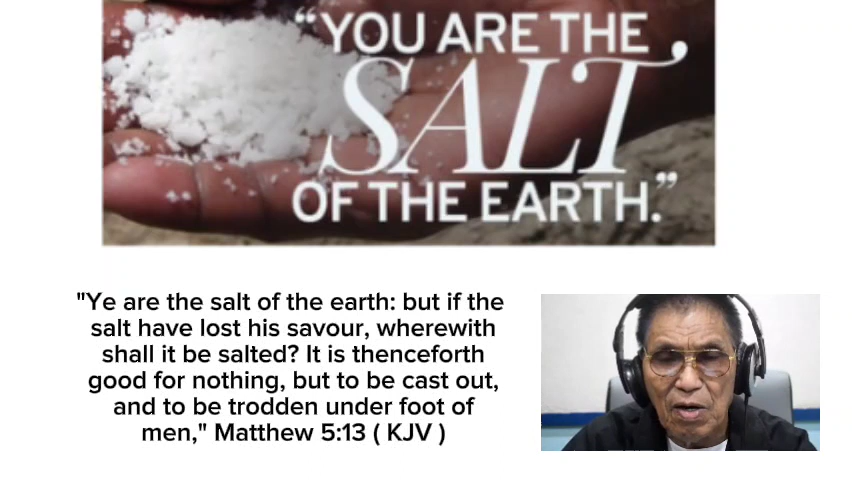 “YOU ARE THE
SALT
OF THE EARTH.”
"Ye are the salt of the earth: but if the
salt have lost his savour, wherewith
shall it be salted? It is thenceforth
good for nothing, but to be cast out,
and to be trodden under foot of
men," Matthew 5:13 ( KJV )